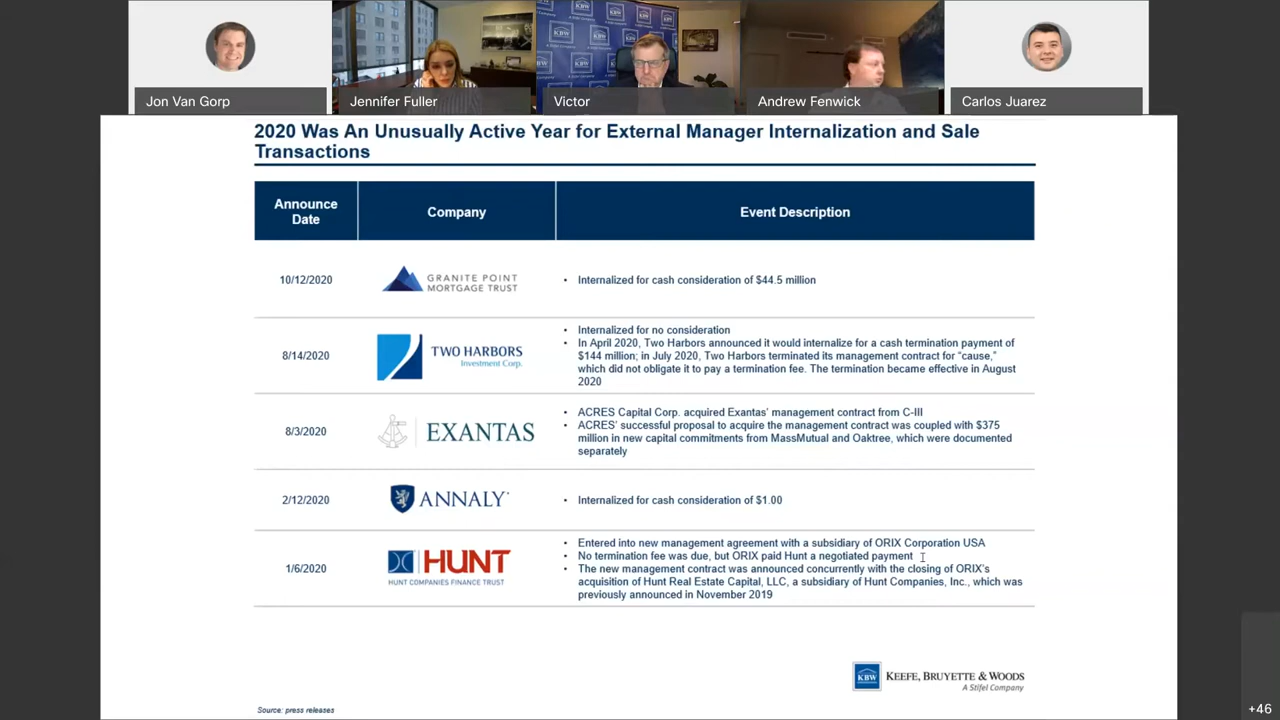 Jon Van Gorp
Jennifer Fuller
Victor
Andrew Fenwick
Carlos Juarez
2020 Was An Unusually Active Year for External Manager Internalization and Sale
Transactions
Announce
Date
Company
Event Description
10/12/2020
GRANITE POINT
MORTGAGE TRUST
• Internalized for cash consideration of $44.5 million
8/14/2020
TWO HARBORS
Investment Corp.
• Internalized for no consideration
• In April 2020, Two Harbors announced it would internalize for a cash termination payment of
$144 million; in July 2020, Two Harbors terminated its management contract for “cause,”
which did not obligate it to pay a termination fee. The termination became effective in August
2020
8/3/2020
EXANTAS
• ACRES Capital Corp. acquired Exantas’ management contract from C-III
• ACRES’ successful proposal to acquire the management contract was coupled with $375
million in new capital commitments from MassMutual and Oaktree, which were documented
separately
2/12/2020
ANNALY
• Internalized for cash consideration of $1.00
1/6/2020
HUNT
HUNT COMPANIES FINANCE TRUST
• Entered into new management agreement with a subsidiary of ORIX Corporation USA
• No termination fee was due, but ORIX paid Hunt a negotiated payment
• The new management contract was announced concurrently with the closing of ORIX’s
acquisition of Hunt Real Estate Capital, LLC, a subsidiary of Hunt Companies, Inc., which was
previously announced in November 2019
KBW
KEEFE, BRUYETTE & WOODS
A Stifel Company
Source: press releases
+46